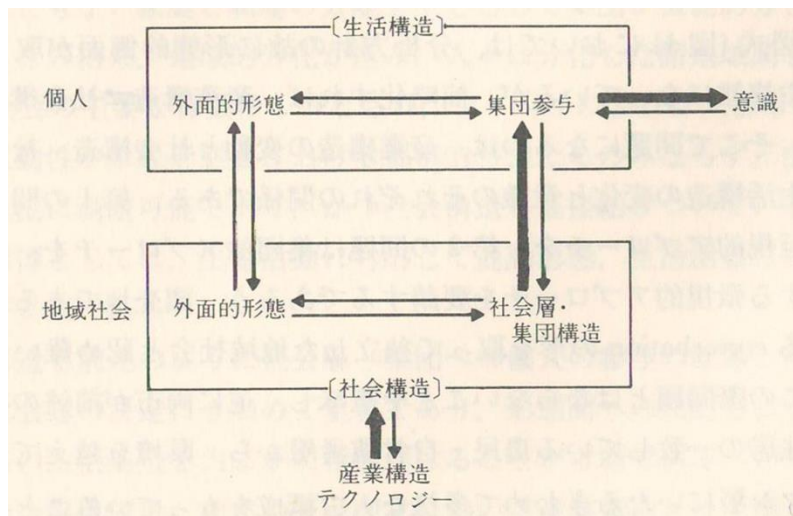 〔生活構造〕
個人
外面的形態
集団参与
意識
地域社会
外面的形態
社会層・
集団構造
〔社会構造〕
産業構造
テクノロジー